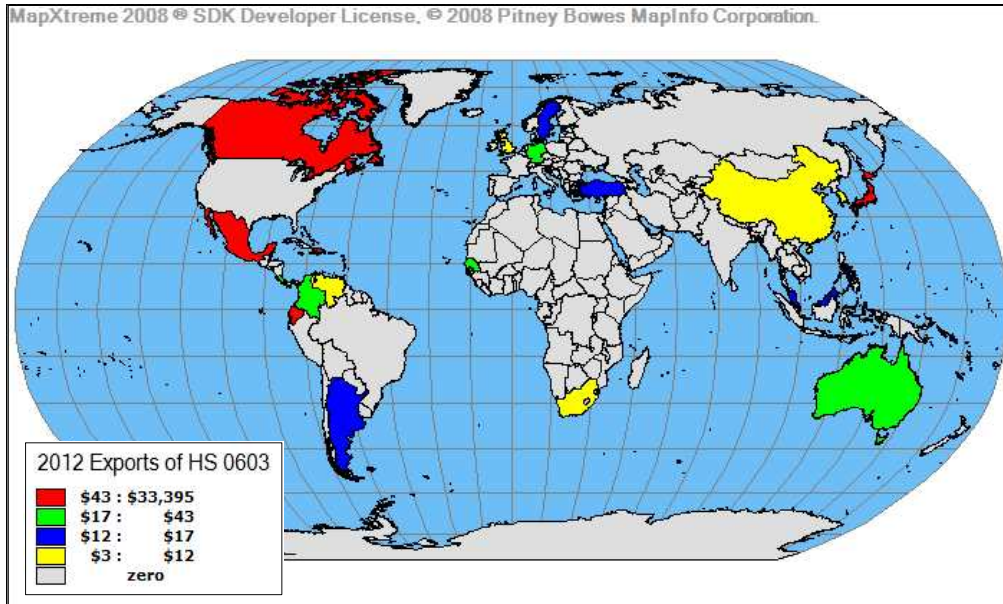 MapXtreme 2008 ® SDK Developer License, © 2008 Pitney Bowes MapInfo Corporation.
2012 Exports of HS 0603
$43 : $33,395
$17 : $43
$12 : $17
$3 : $12
zero